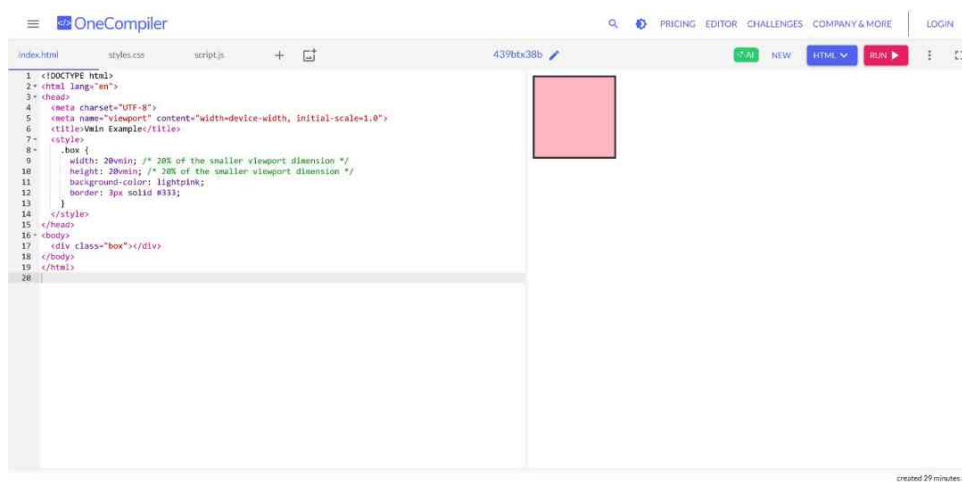 OneCompiler
PRICING EDITOR CHALLENGES COMPANY & MORE LOGIN
index.html styles.css script.js + 439btx38b AI NEW HTML RUN
1 <!DOCTYPE html>
2 <html lang="en">
3 <head>
4 <meta charset="UTF-8">
5 <meta name="viewport" content="width=device-width, initial-scale=1.0">
6 <title>Vmin Example</title>
7 <style>
8 .box {
9 width: 20vmin; /* 20% of the smaller viewport dimension */
10 height: 20vmin; /* 20% of the smaller viewport dimension */
11 background-color: lightpink;
12 border: 3px solid #333;
13 }
14 </style>
15 </head>
16 <body>
17 <div class="box"></div>
18 </body>
19 </html>
20
created 29 minutes